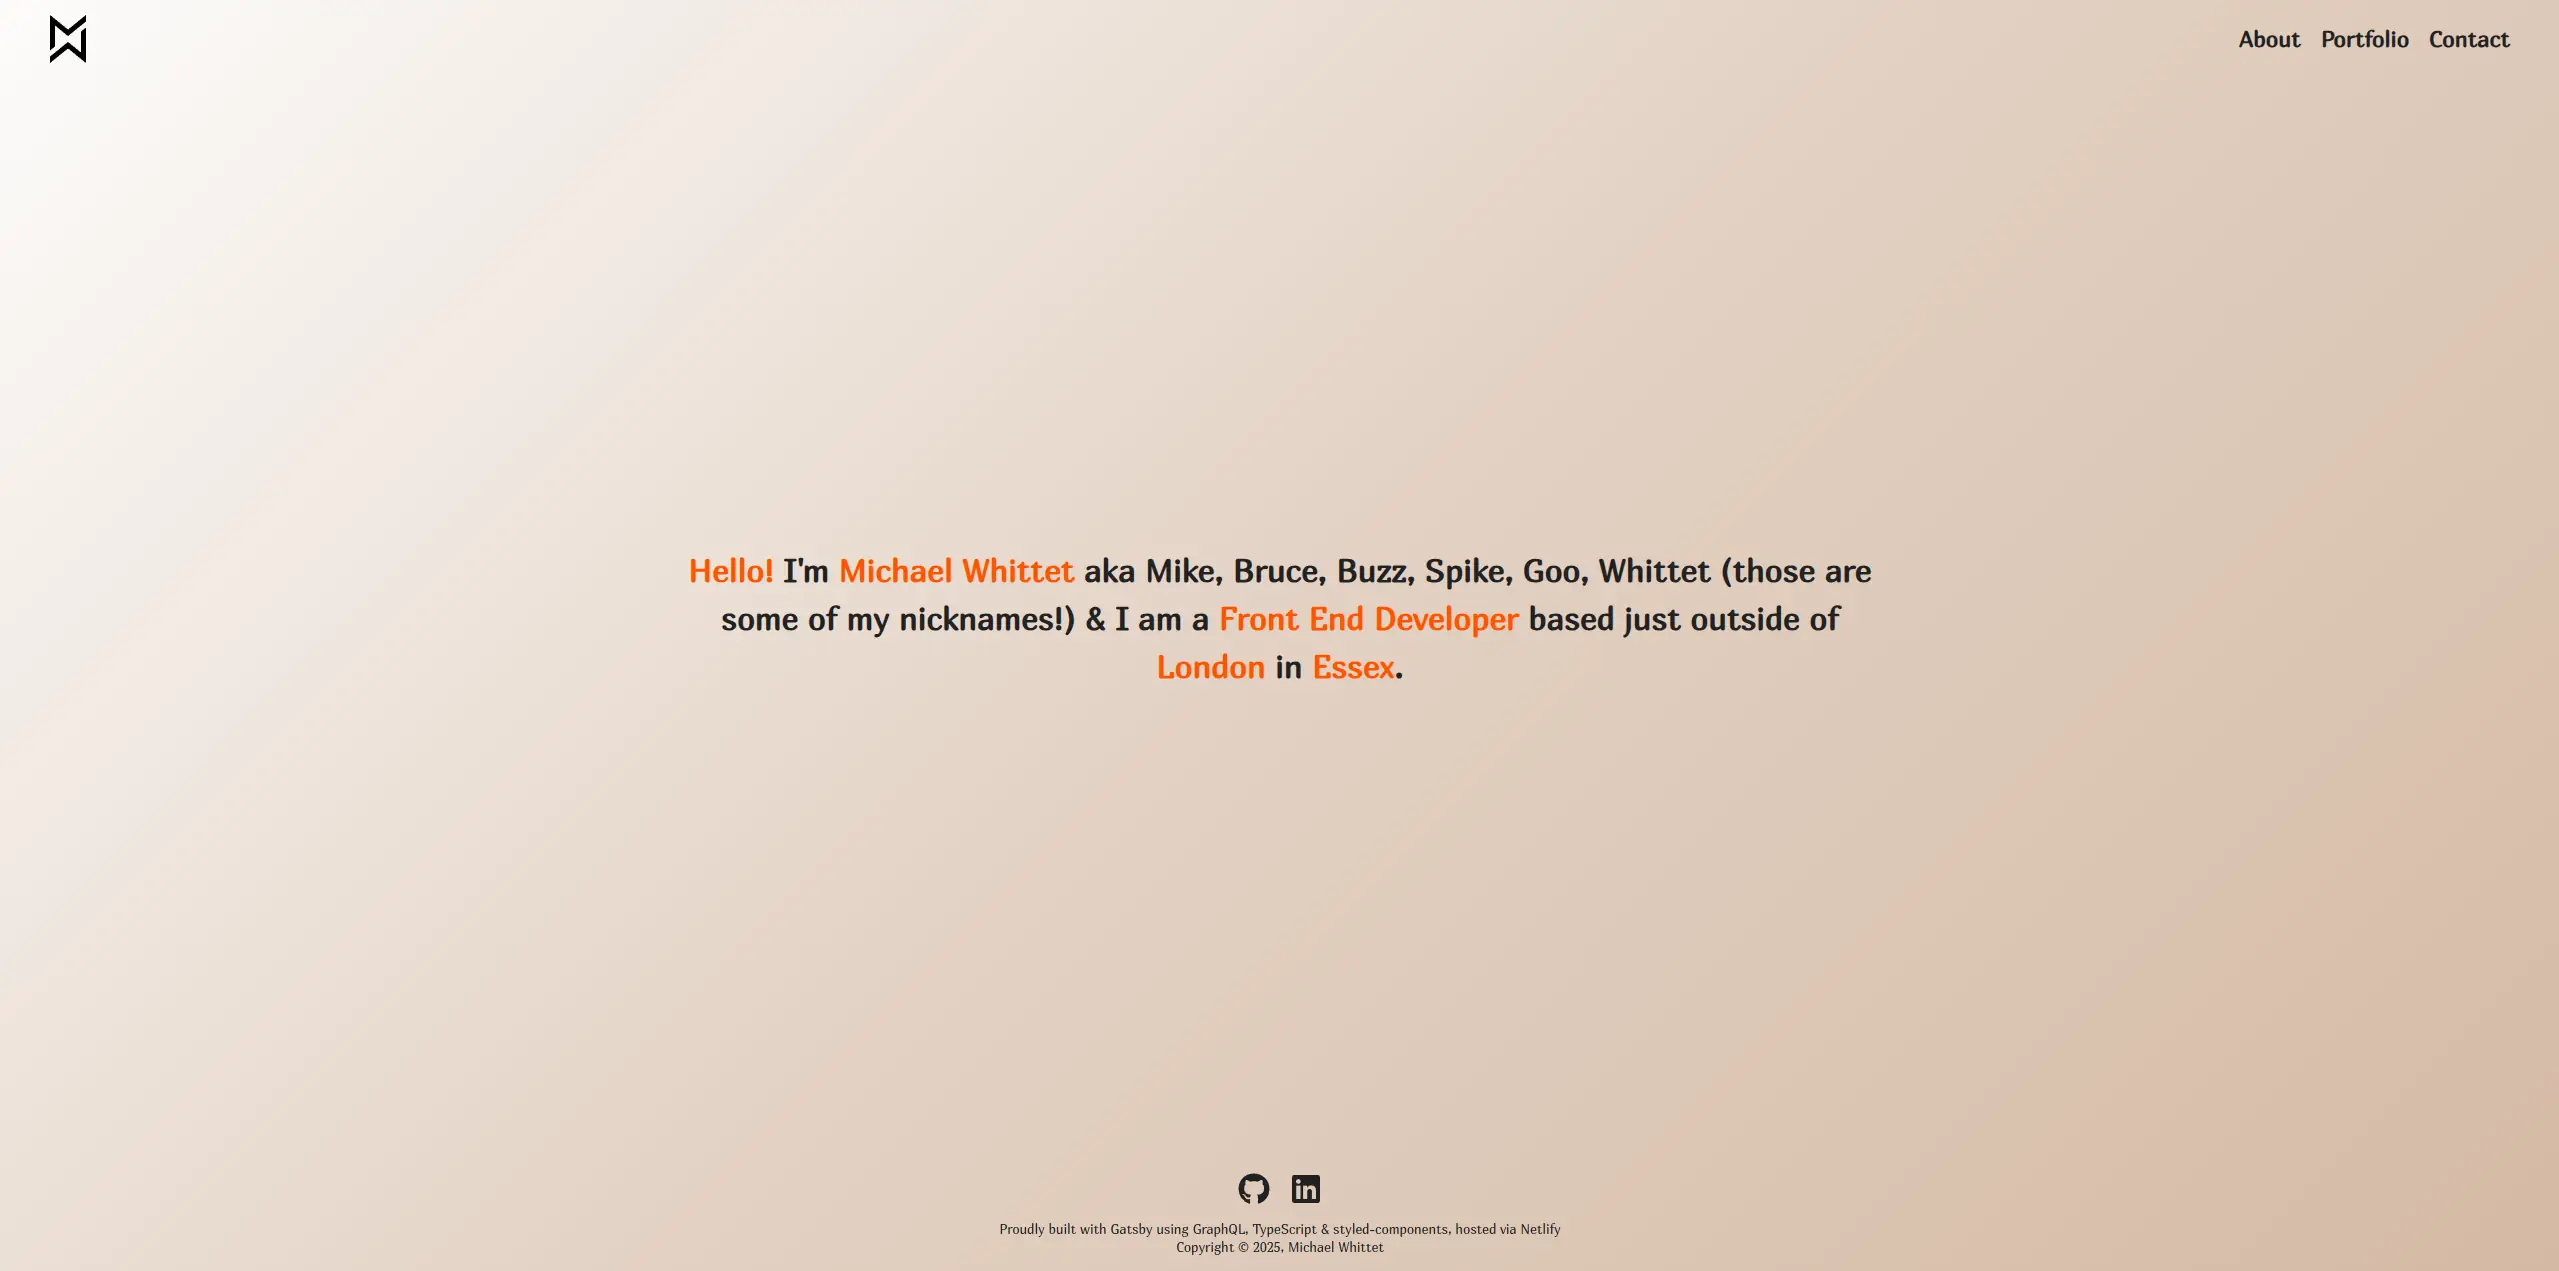 About Portfolio Contact
Hello! I'm Michael Whittet aka Mike, Bruce, Buzz, Spike, Goo, Whittet (those are
some of my nicknames!) & I am a Front End Developer based just outside of
London in Essex.
Proudly built with Gatsby using GraphQL, TypeScript & styled-components, hosted via Netlify
Copyright © 2025, Michael Whittet